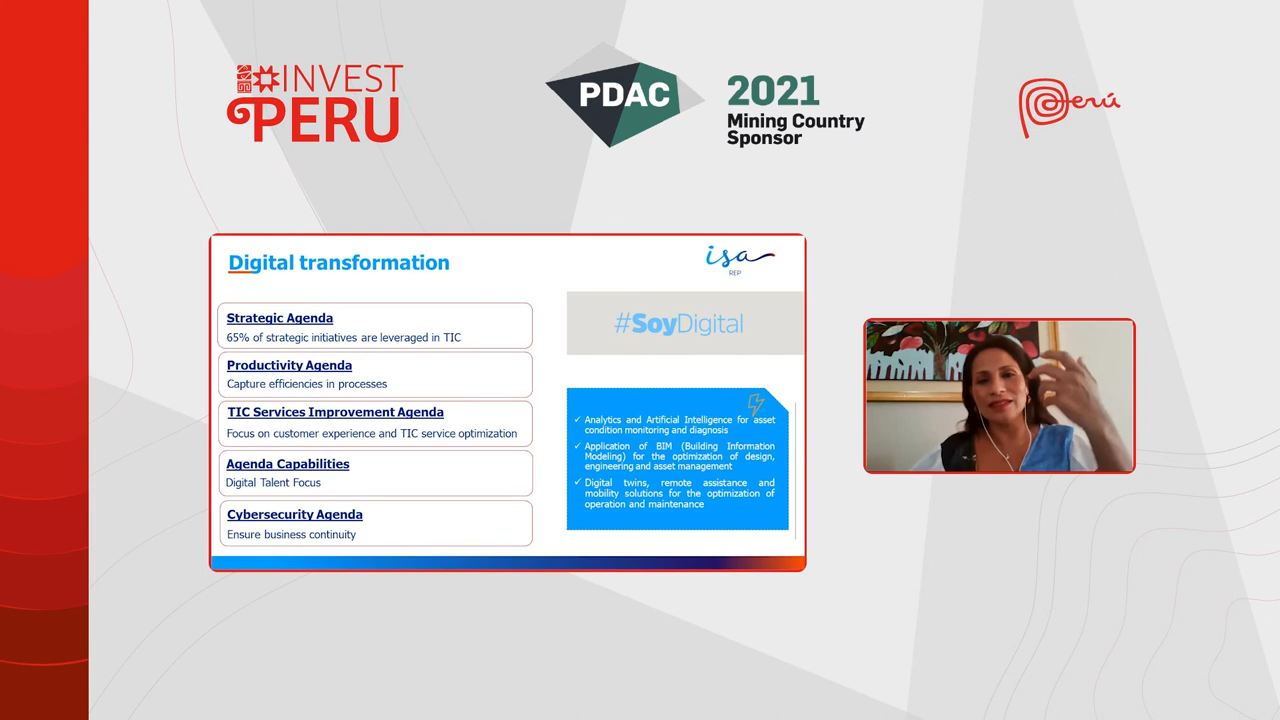 INVEST
PERU
PDAC
2021
Mining Country
Sponsor
Perú
Digital transformation
isa
REP
Strategic Agenda
65% of strategic initiatives are leveraged in TIC
Productivity Agenda
Capture efficiencies in processes
TIC Services Improvement Agenda
Focus on customer experience and TIC service optimization
Agenda Capabilities
Digital Talent Focus
Cybersecurity Agenda
Ensure business continuity
#SoyDigital
✓ Analytics and Artificial Intelligence for asset
condition monitoring and diagnosis
✓ Application of BIM (Building Information
Modeling) for the optimization of design,
engineering and asset management
✓ Digital twins, remote assistance and
mobility solutions for the optimization of
operation and maintenance